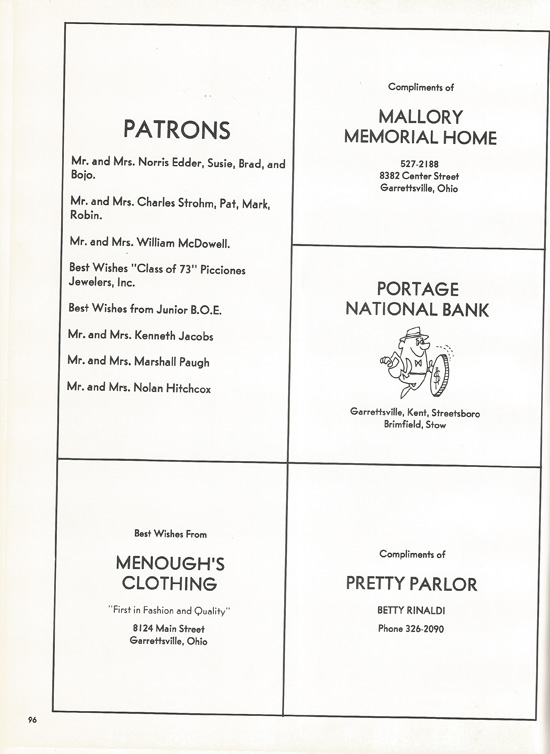 PATRONS
Mr. and Mrs. Norris Edder, Susie, Brad, and
Bojo.
Mr. and Mrs. Charles Strohm, Pat, Mark,
Robin.
Mr. and Mrs. William McDowell.
Best Wishes "Class of 73" Picciones
Jewelers, Inc.
Best Wishes from Junior B.O.E.
Mr. and Mrs. Kenneth Jacobs
Mr. and Mrs. Marshall Paugh
Mr. and Mrs. Nolan Hitchcox
Compliments of
MALLORY
MEMORIAL HOME
527-2188
8382 Center Street
Garrettsville, Ohio
PORTAGE
NATIONAL BANK
$
Garrettsville, Kent, Streetsboro
Brimfield, Stow
Best Wishes From
MENOUGH'S
CLOTHING
"First in Fashion and Quality"
8124 Main Street
Garrettsville, Ohio
Compliments of
PRETTY PARLOR
BETTY RINALDI
Phone 326-2090
96